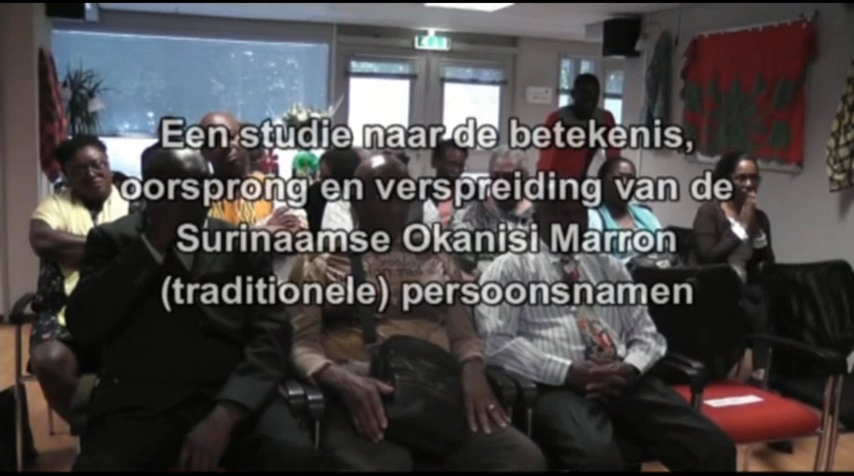 Een studie naar de betekenis,
oorsprong en verspreiding van de
Surinaamse Okanisi Marron
(traditionele) persoonsnamen